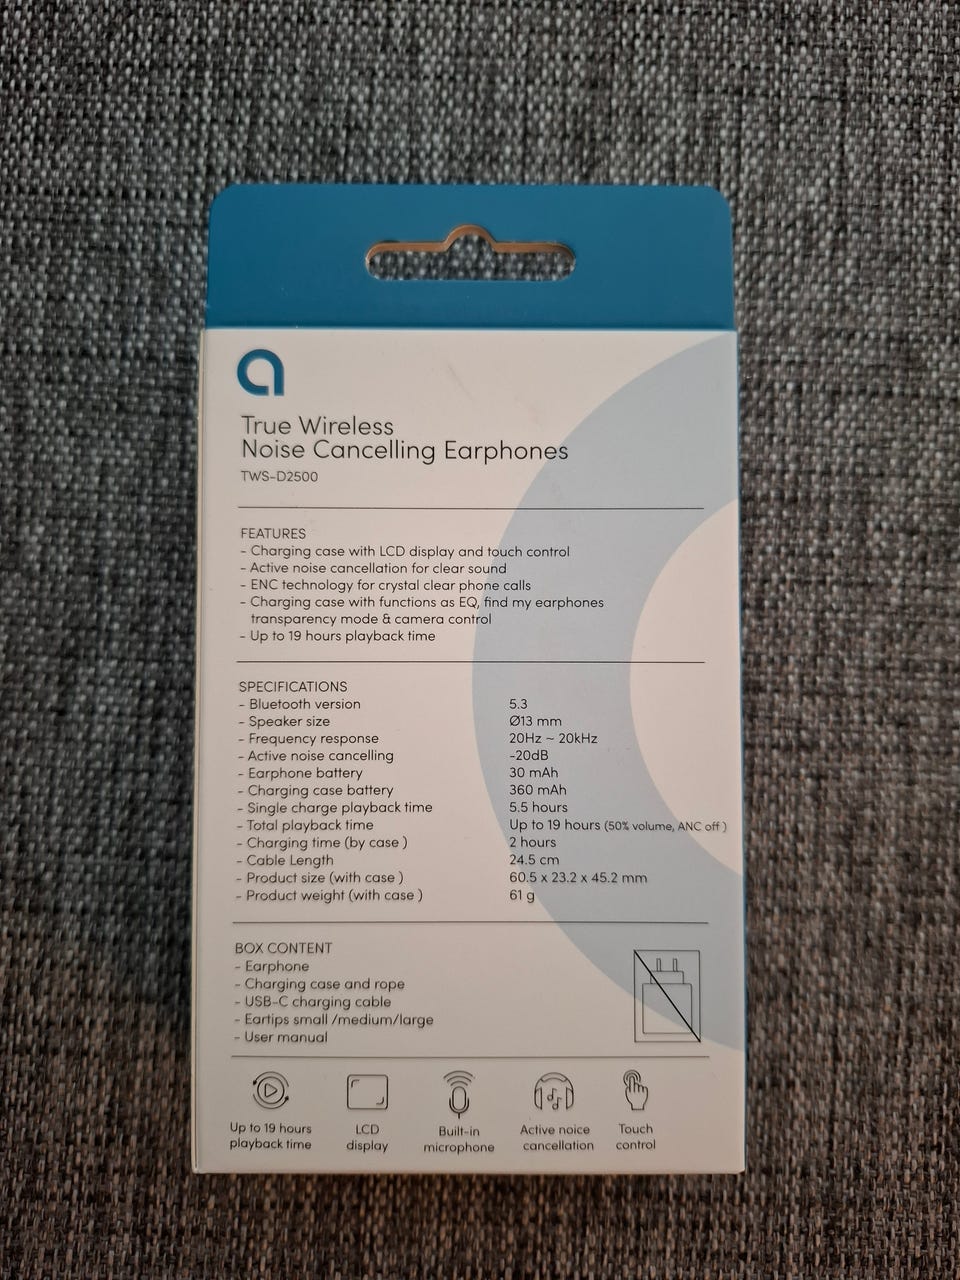 a
True Wireless
Noise Cancelling Earphones
TWS-D2500
FEATURES
- Charging case with LCD display and touch control
- Active noise cancellation for clear sound
- ENC technology for crystal clear phone calls
- Charging case with functions as EQ, find my earphones
transparency mode & camera control
- Up to 19 hours playback time
SPECIFICATIONS
- Bluetooth version 5.3
- Speaker size Ø13 mm
- Frequency response 20Hz ~ 20kHz
- Active noise cancelling -20dB
- Earphone battery 30 mAh
- Charging case battery 360 mAh
- Single charge playback time 5.5 hours
- Total playback time Up to 19 hours (50% volume, ANC off )
- Charging time (by case ) 2 hours
- Cable Length 24.5 cm
- Product size (with case ) 60.5 x 23.2 x 45.2 mm
- Product weight (with case ) 61 g
BOX CONTENT
- Earphone
- Charging case and rope
- USB-C charging cable
- Eartips small /medium/large
- User manual
Up to 19 hours
playback time
LCD
display
Built-in
microphone
Active noice
cancellation
Touch
control